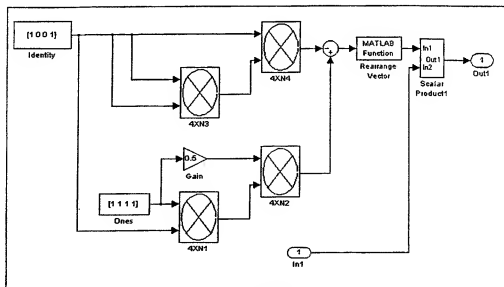 [1 0 0 1]
Identity
4XN4
4XN3
MATLAB
Function
Rearrange
Vector
In1
Out1
In2
Scalar
Product1
1
Out1
0.5
Gain
4XN2
[1 1 1 1]
Ones
4XN1
1
In1